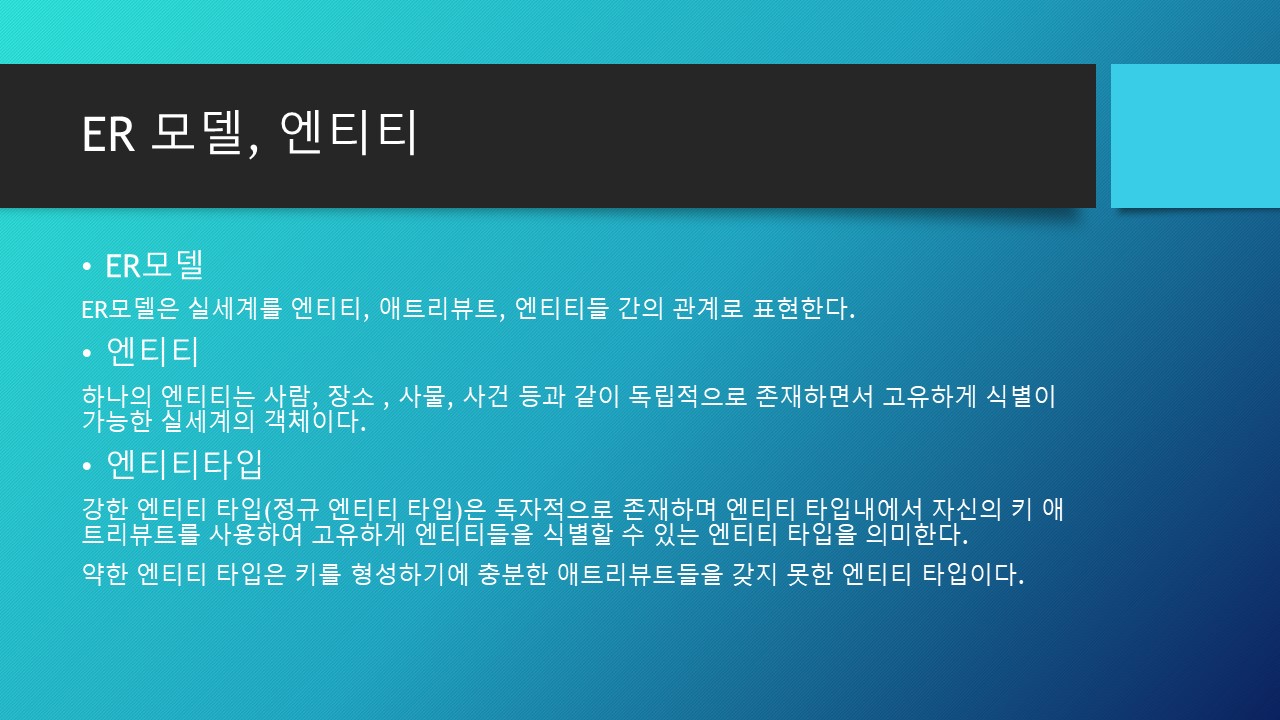 ER 모델, 엔티티
• ER모델
ER모델은 실세계를 엔티티, 애트리뷰트, 엔티티들 간의 관계로 표현한다.
• 엔티티
하나의 엔티티는 사람, 장소 , 사물, 사건 등과 같이 독립적으로 존재하면서 고유하게 식별이
가능한 실세계의 객체이다.
• 엔티티타입
강한 엔티티 타입(정규 엔티티 타입)은 독자적으로 존재하며 엔티티 타입내에서 자신의 키 애
트리뷰트를 사용하여 고유하게 엔티티들을 식별할 수 있는 엔티티 타입을 의미한다.
약한 엔티티 타입은 키를 형성하기에 충분한 애트리뷰트들을 갖지 못한 엔티티 타입이다.